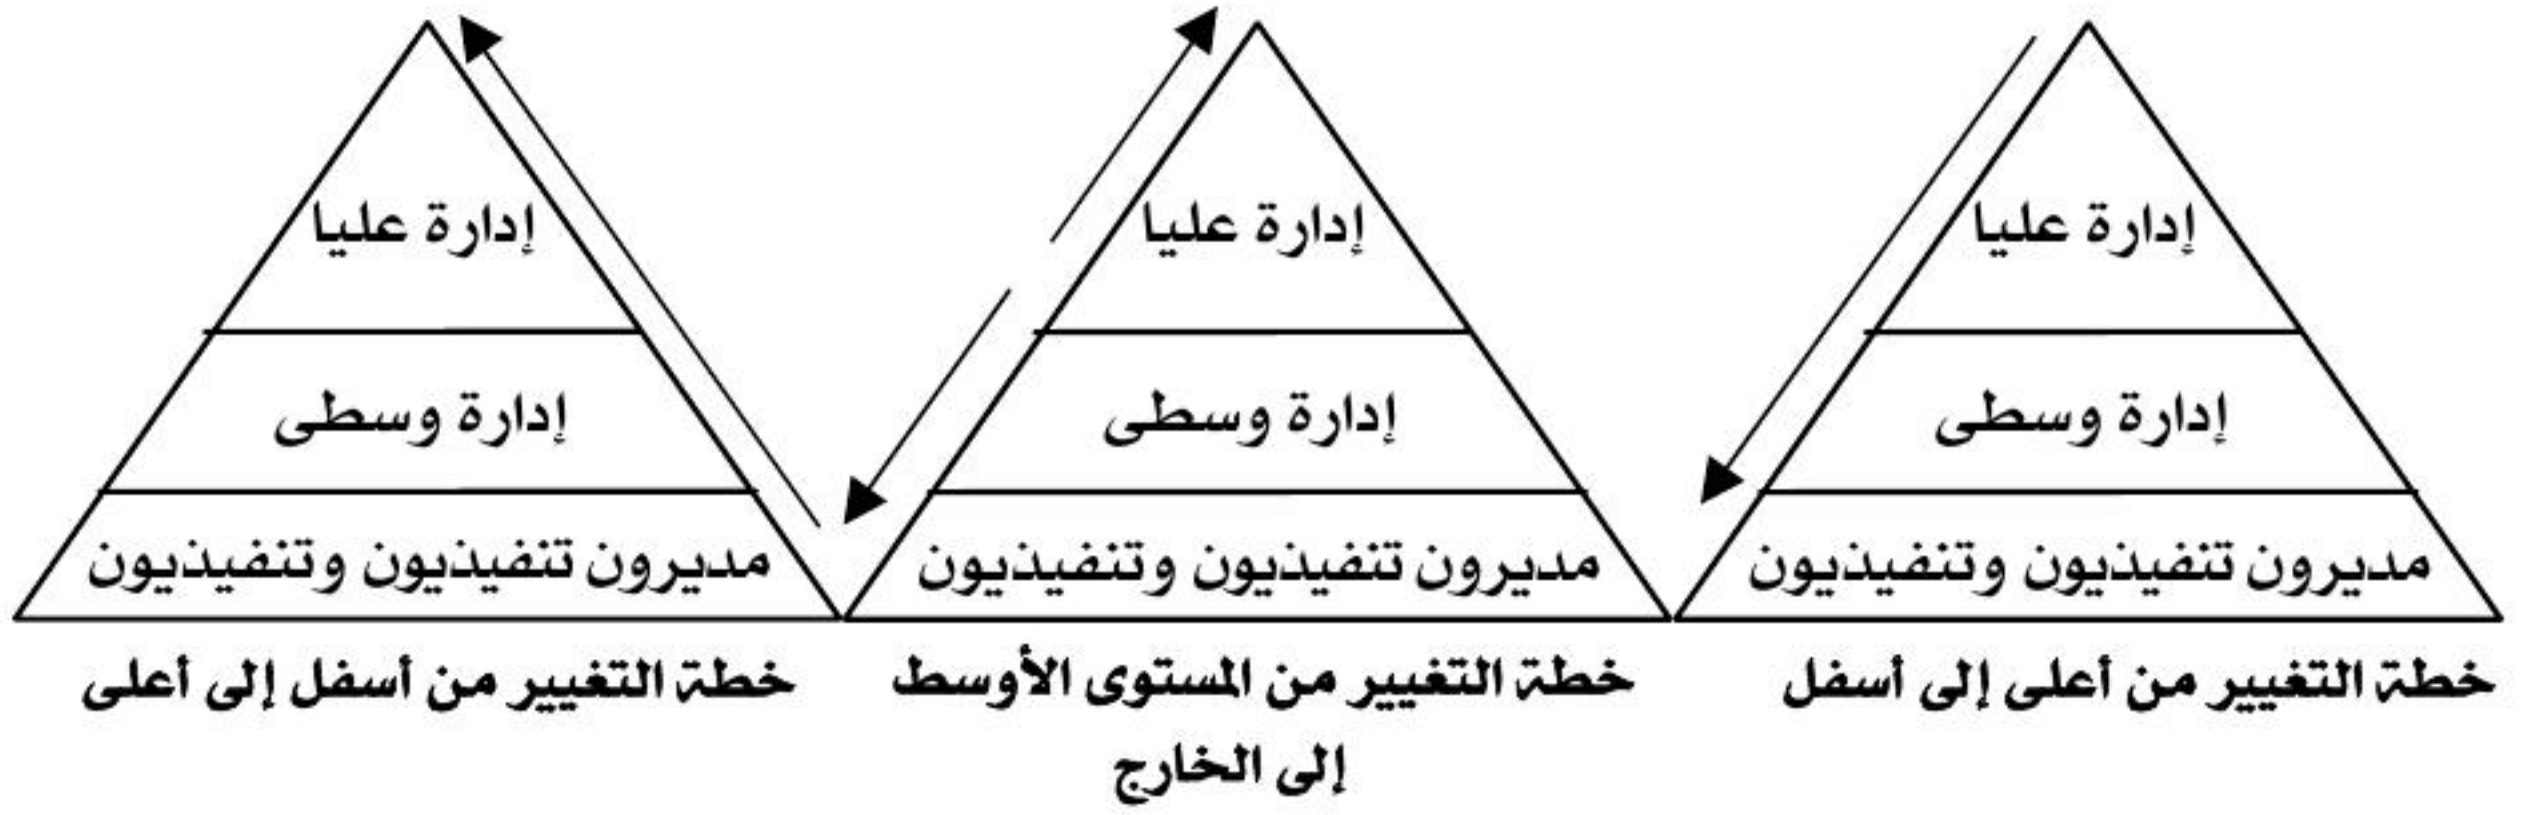 إدارة عليا
إدارة وسطى
مديرون تنفيذيون وتنفيذيون
خطة التغيير من أعلى إلى أسفل
إدارة عليا
إدارة وسطى
مديرون تنفيذيون وتنفيذيون
خطة التغيير من المستوى الأوسط
إلى الخارج
إدارة عليا
إدارة وسطى
مديرون تنفيذيون وتنفيذيون
خطة التغيير من أسفل إلى أعلى